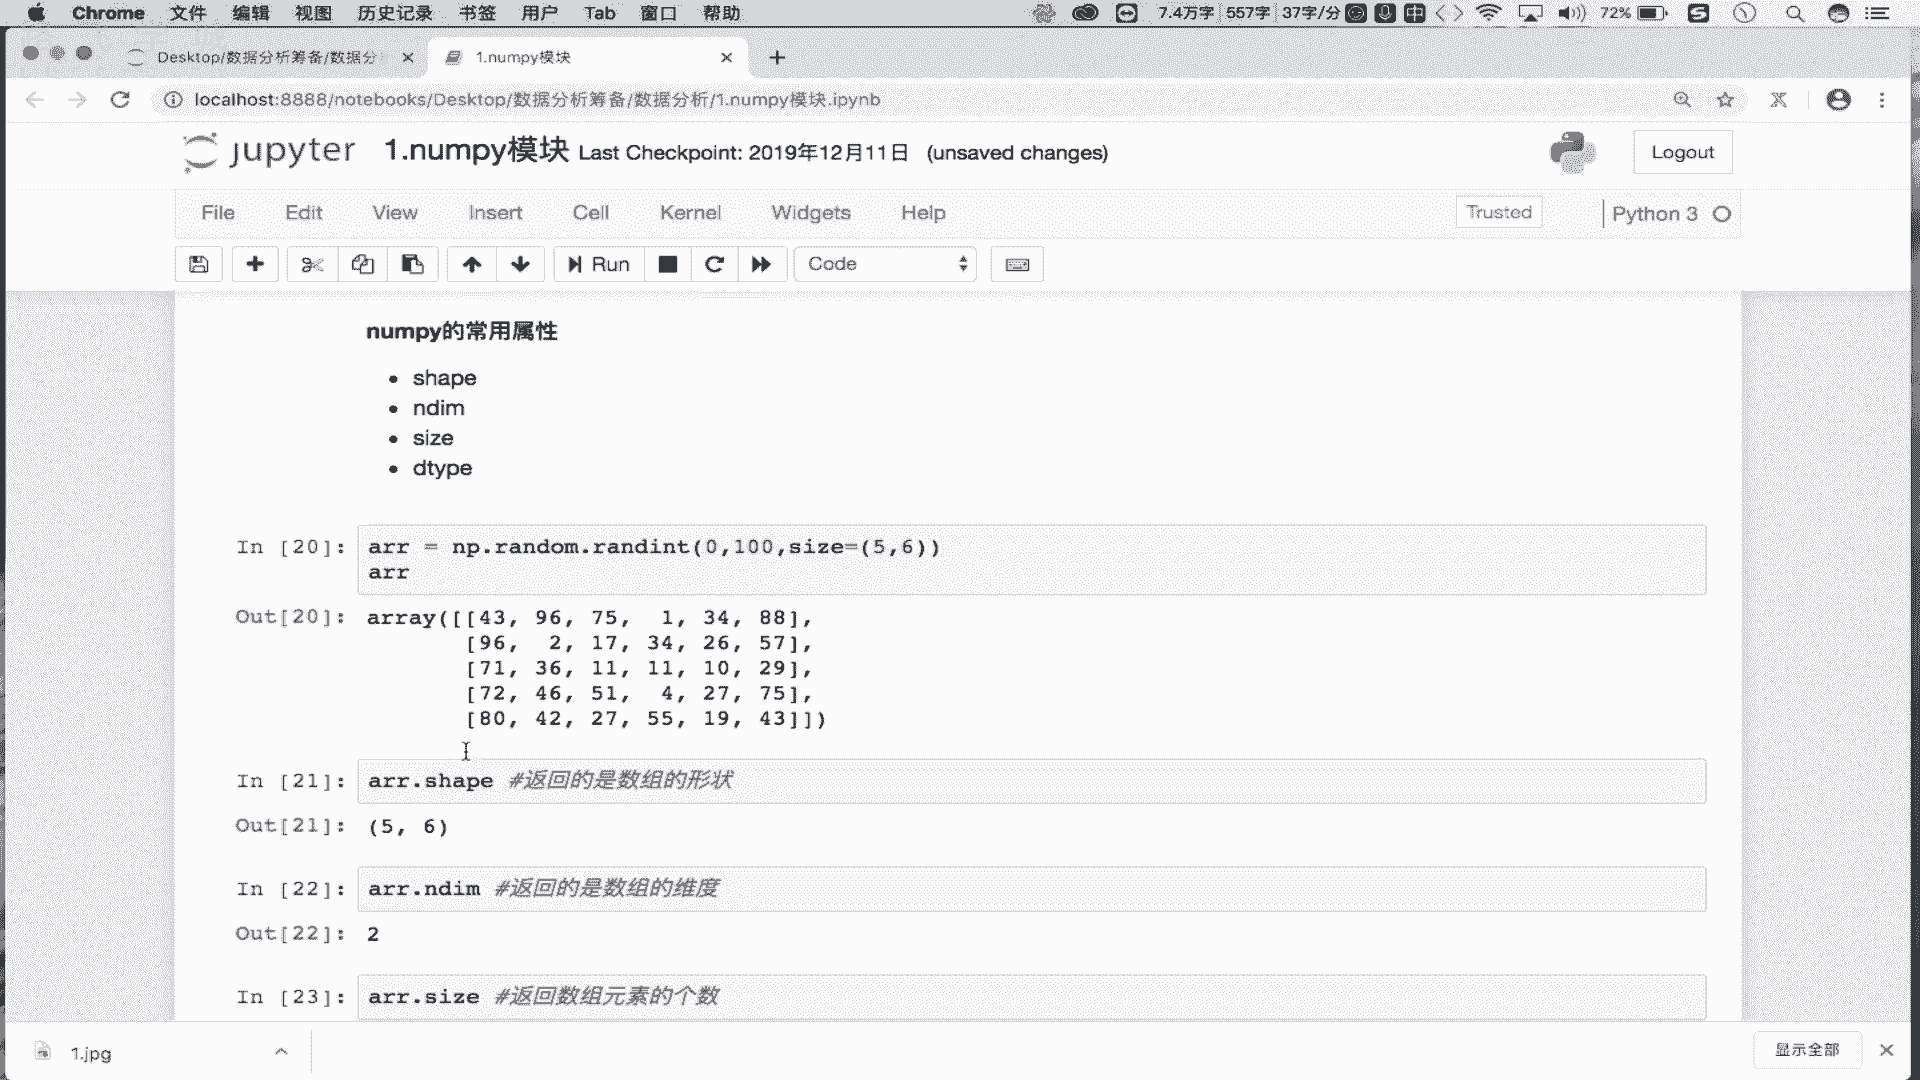 Chrome 文件 编辑 视图 历史记录 书签 用户 Tab 窗口 帮助 7.4万字 557字 37字/分 中 72%
Desktop/数据分析筹备/数据分 1.numpy模块
localhost:8888/notebooks/Desktop/数据分析筹备/数据分析/1.numpy模块.ipynb
jupyter 1.numpy模块 Last Checkpoint: 2019年12月11日 (unsaved changes) Logout
File Edit View Insert Cell Kernel Widgets Help Trusted Python 3
Run Code
numpy的常用属性
shape
ndim
size
dtype
In [20]: arr = np.random.randint(0,100,size=(5,6))
arr
Out[20]: array([[43, 96, 75,  1, 34, 88],
[96,  2, 17, 34, 26, 57],
[71, 36, 11, 11, 10, 29],
[72, 46, 51,  4, 27, 75],
[80, 42, 27, 55, 19, 43]])
In [21]: arr.shape #返回的是数组的形状
Out[21]: (5, 6)
In [22]: arr.ndim #返回的是数组的维度
Out[22]: 2
In [23]: arr.size #返回数组元素的个数
1.jpg 显示全部